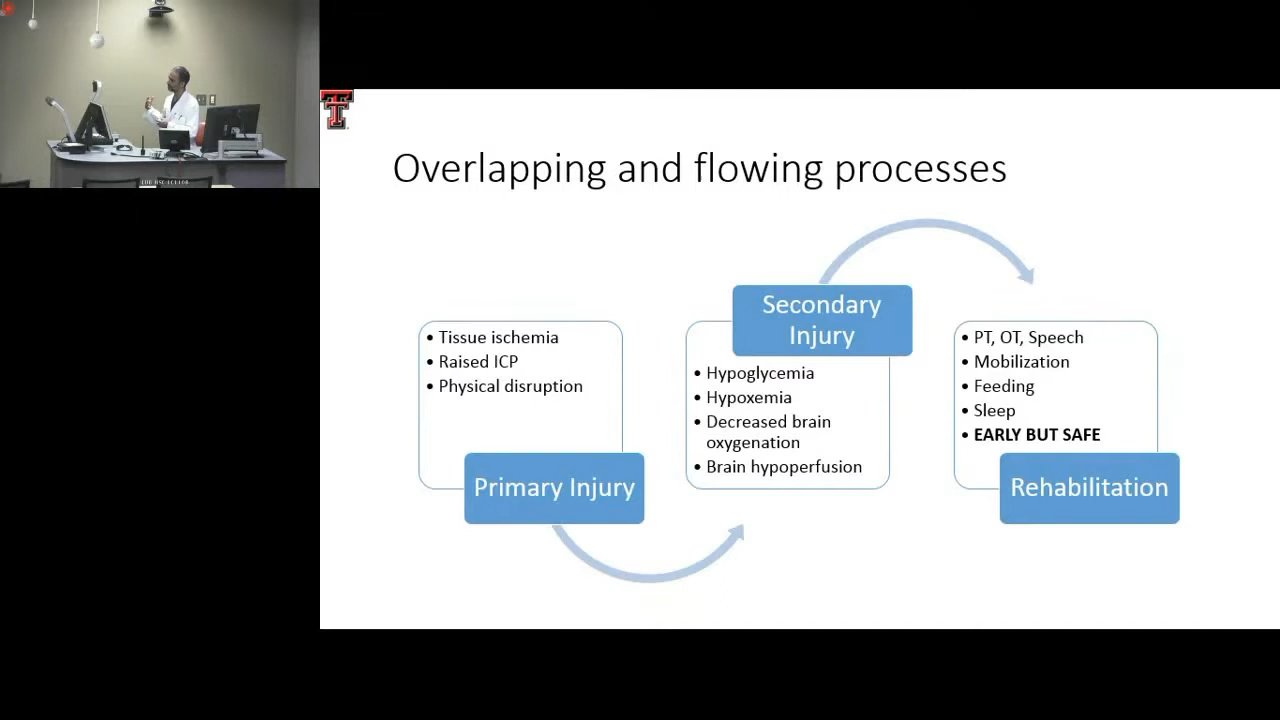 Overlapping and flowing processes
• Tissue ischemia
• Raised ICP
• Physical disruption
Primary Injury
Secondary
Injury
• Hypoglycemia
• Hypoxemia
• Decreased brain
oxygenation
• Brain hypoperfusion
• PT, OT, Speech
• Mobilization
• Feeding
• Sleep
• EARLY BUT SAFE
Rehabilitation